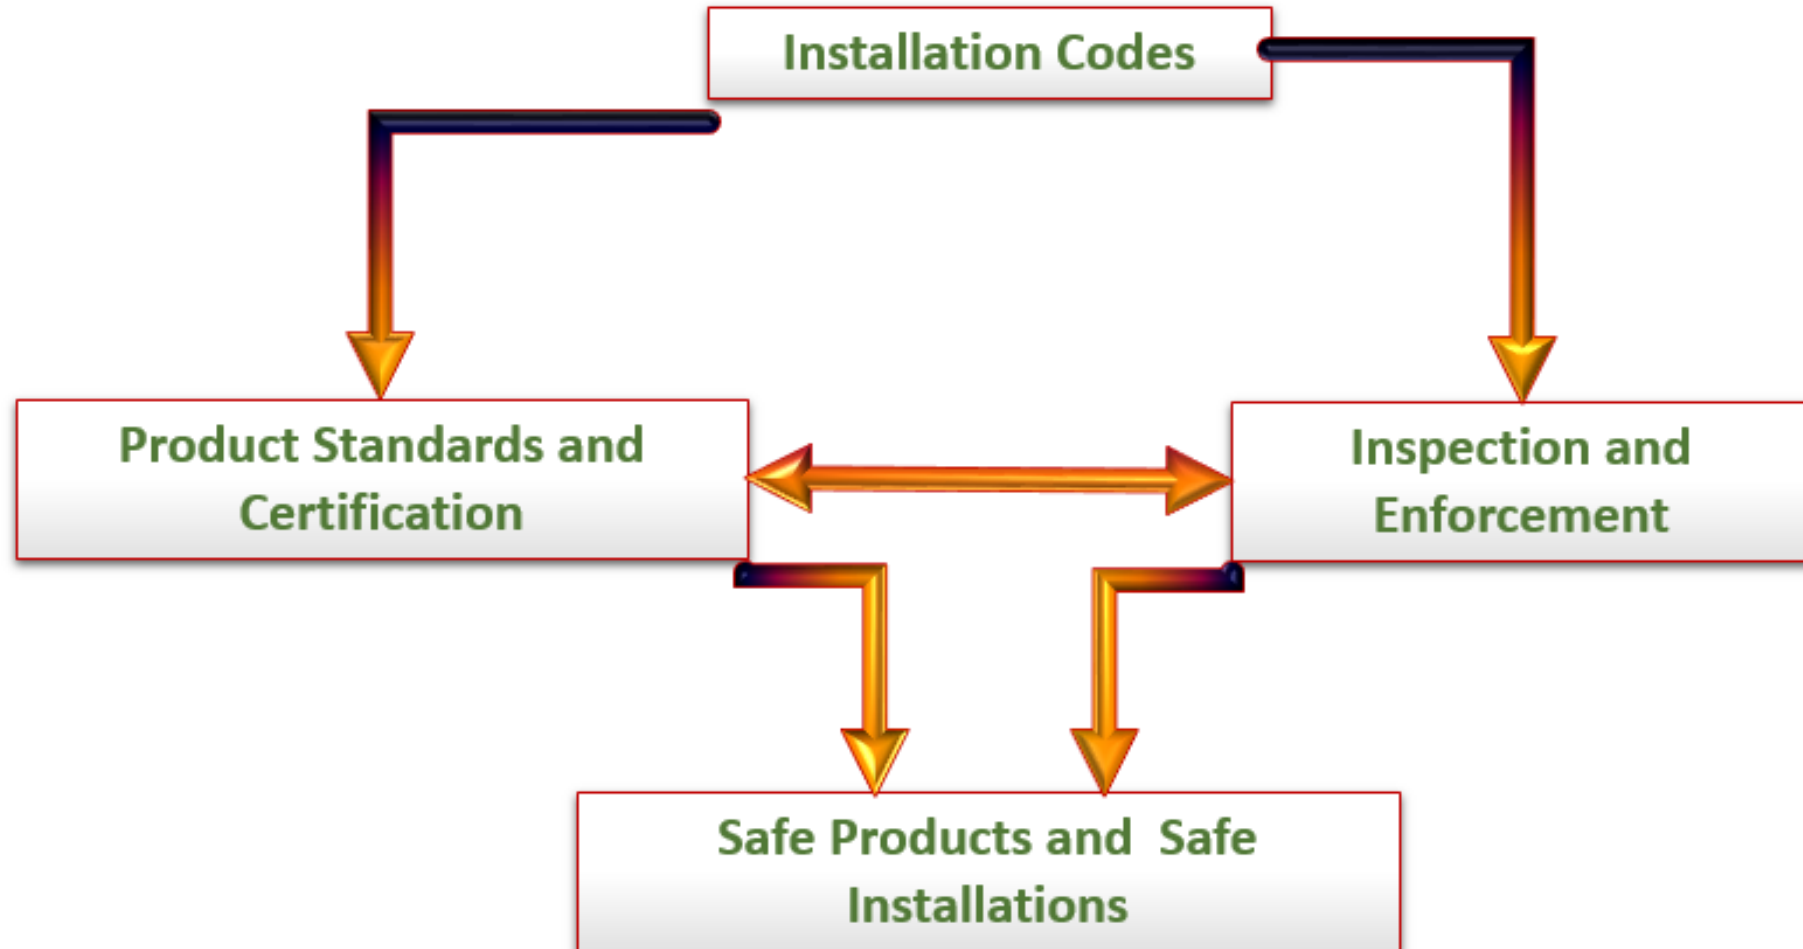 Installation Codes
Product Standards and
Certification
Inspection and
Enforcement
Safe Products and  Safe
Installations